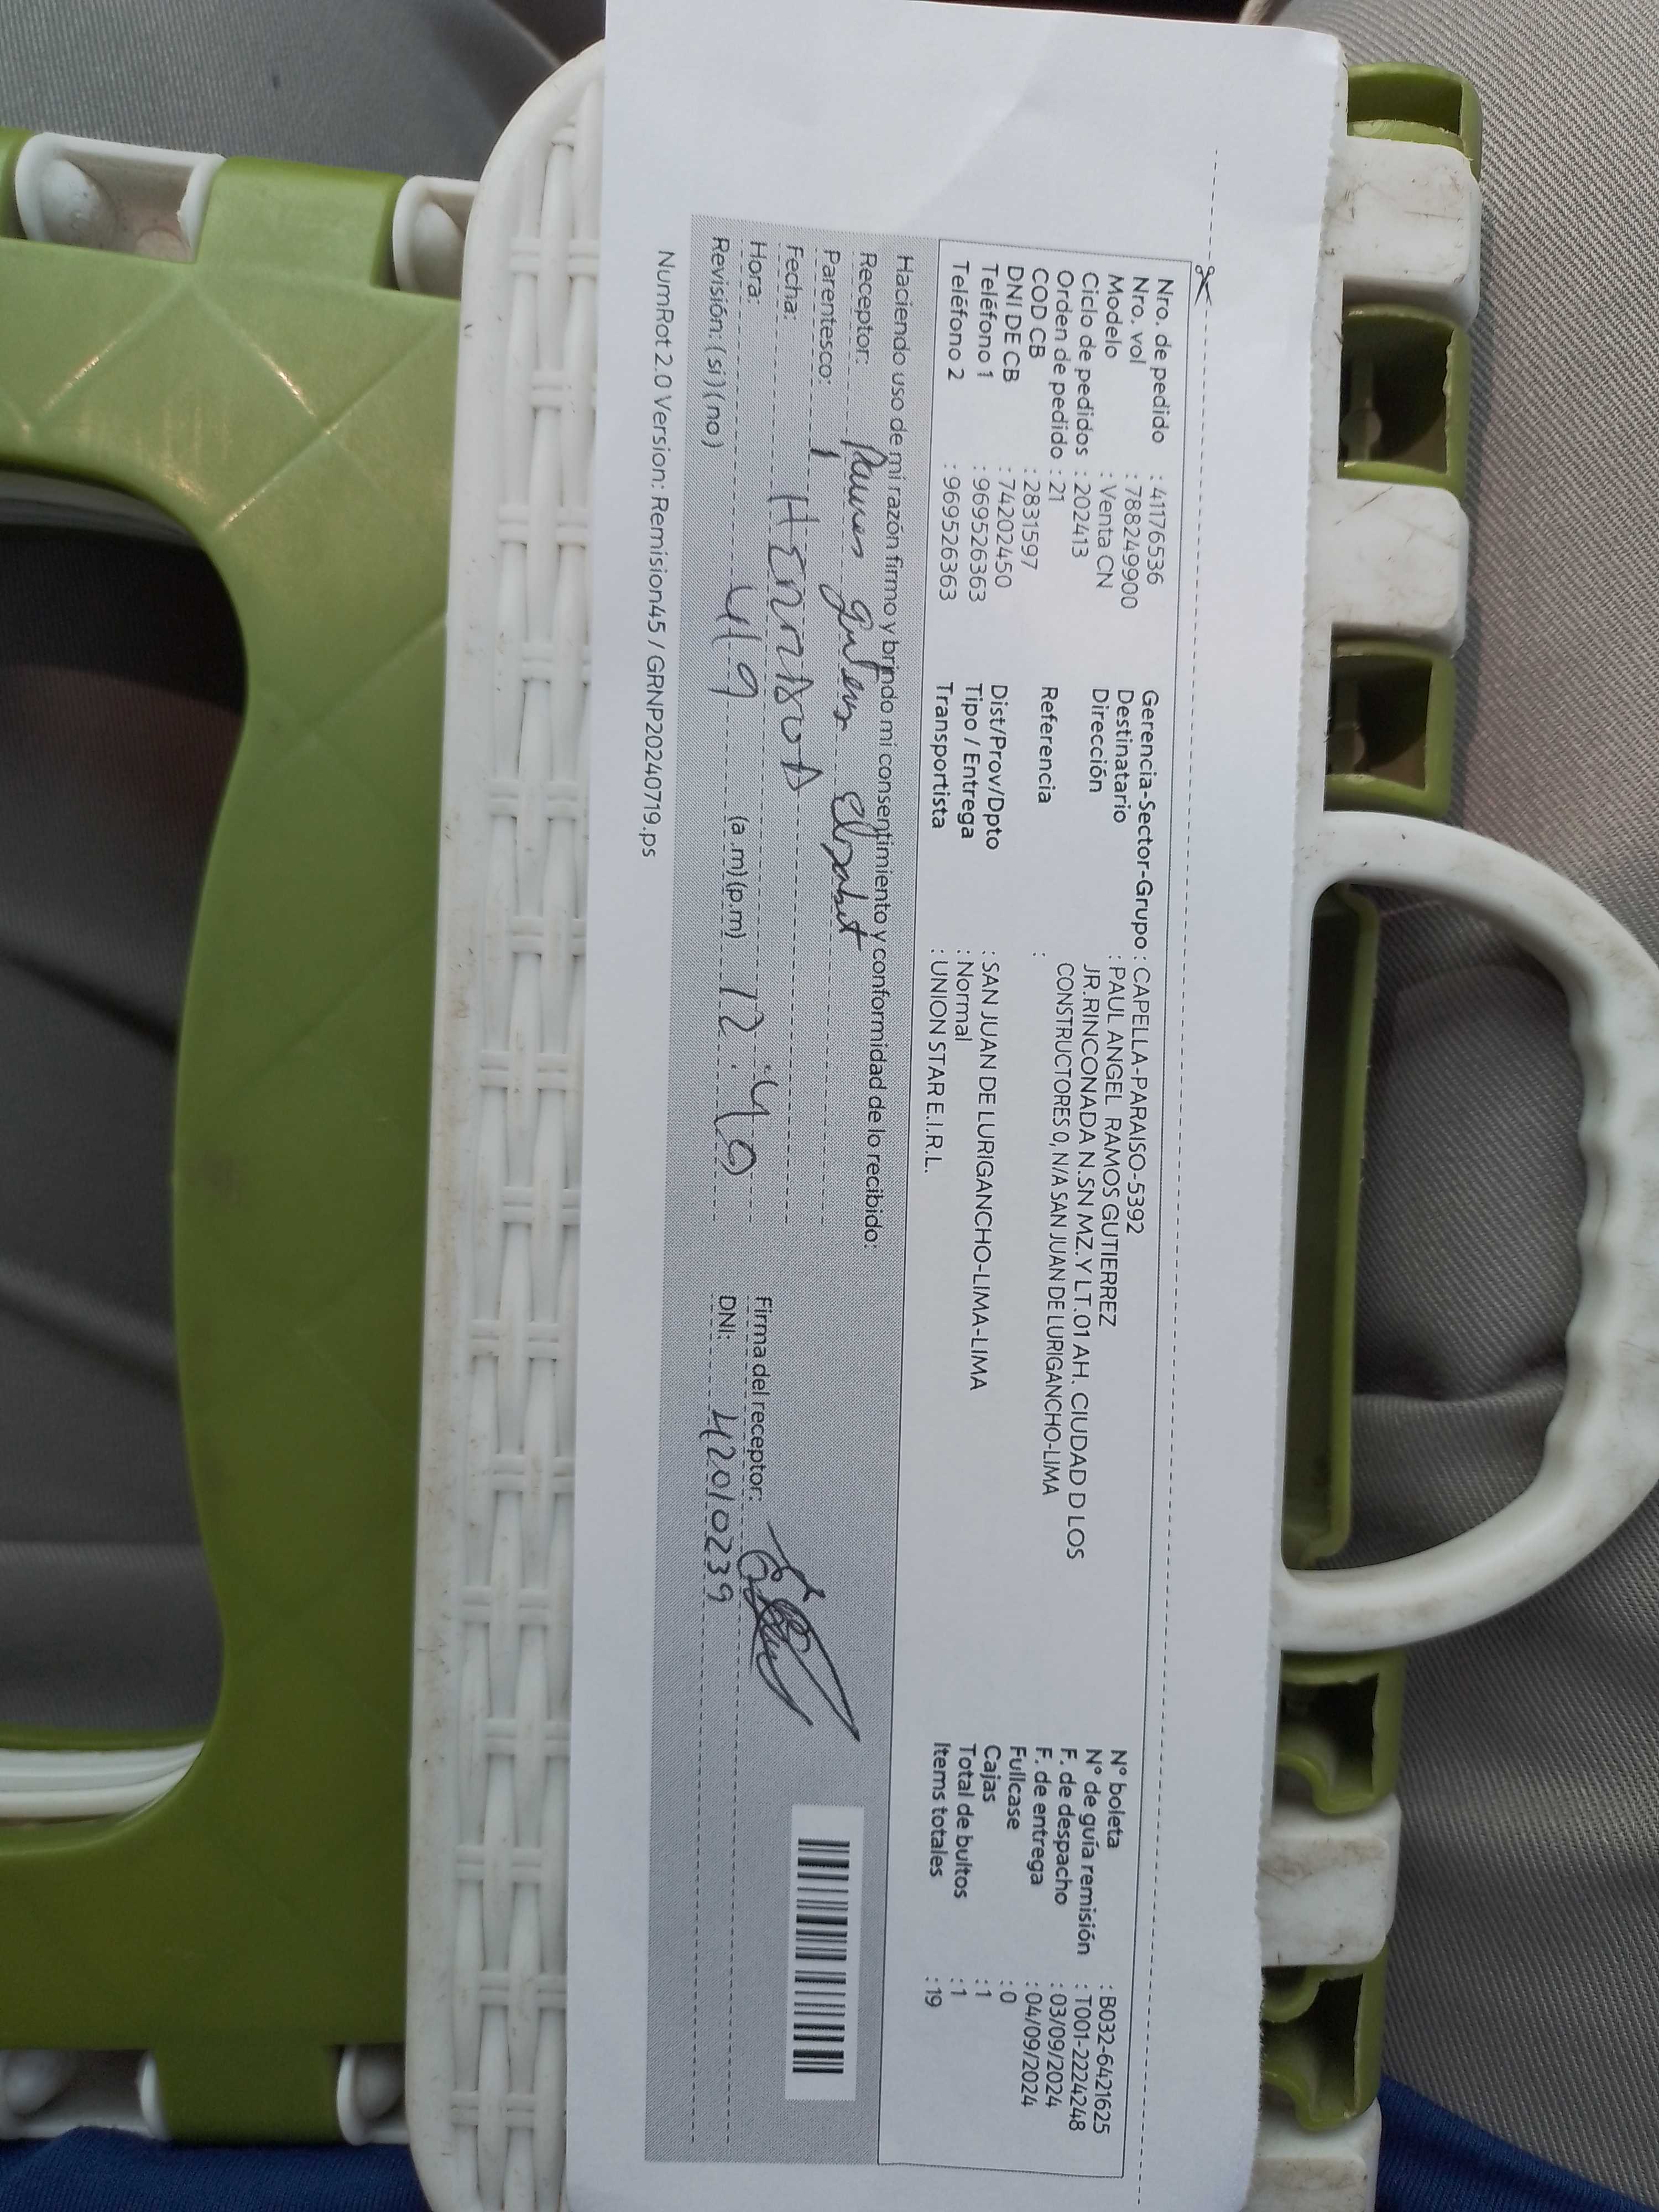 Nro. de pedido : 41176536
Nro. vol : 788249900
Modelo : Venta CN
Ciclo de pedidos : 202413
Orden de pedido : 21
COD CB : 2831597
DNI DE CB : 74202450
Teléfono 1 : 969526363
Teléfono 2 : 969526363
Gerencia-Sector-Grupo : CAPELLA-PARAISO-5392
Destinatario : PAUL ANGEL RAMOS GUTIERREZ
Dirección JR.RINCONADA N.SN MZ.Y LT.01 AH. CIUDAD D LOS
CONSTRUCTORES 0, N/A SAN JUAN DE LURIGANCHO-LIMA
Referencia :
Dist/Prov/Dpto : SAN JUAN DE LURIGANCHO-LIMA-LIMA
Tipo / Entrega : Normal
Transportista : UNION STAR E.I.R.L.
N° boleta : B032-6421625
N° de guía remisión : T001-2224248
F. de despacho : 03/09/2024
F. de entrega : 04/09/2024
Fullcase : 0
Cajas : 1
Total de bultos : 1
Items totales : 19
Haciendo uso de mi razón firmo y brindo mi consentimiento y conformidad de lo recibido:
Receptor:
Parentesco:
Fecha: HERMANA
Hora: 4/9 (a.m)(p.m) 12:40
Revisión: (si) (no)
Firma del receptor:
DNI: 42010239
NumRot 2.0 Version: Remision45 / GRNP20240719.ps